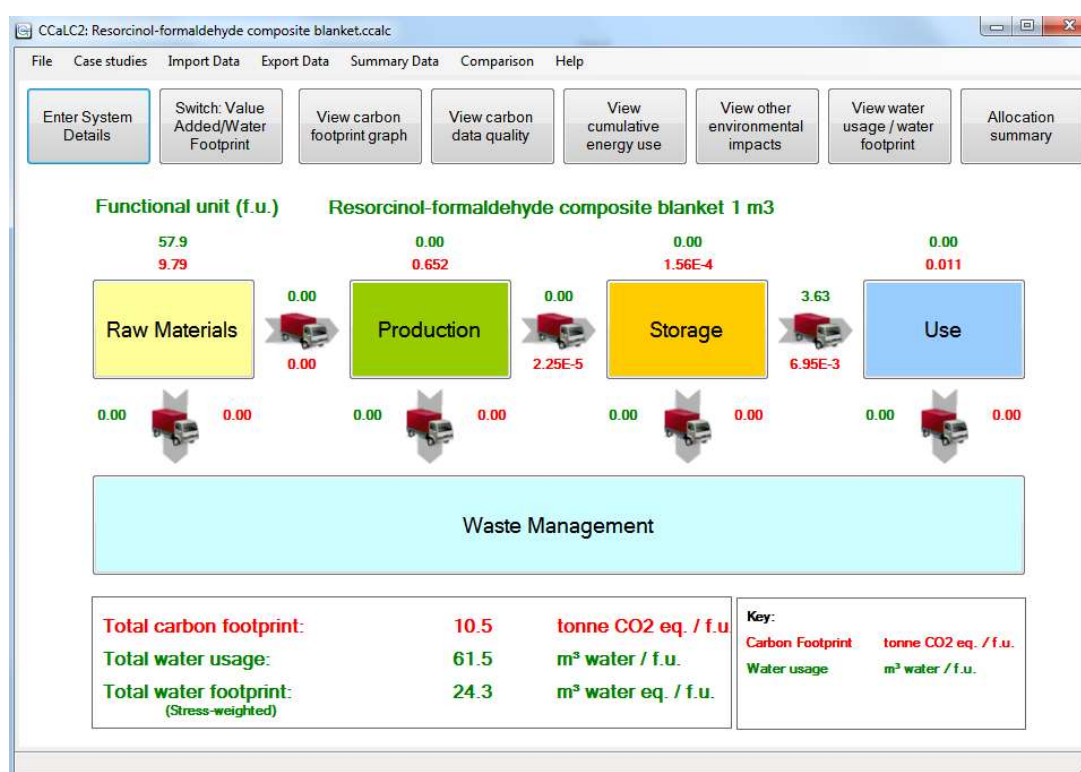 CCaLC2: Resorcinol-formaldehyde composite blanket.ccalc
File Case studies Import Data Export Data Summary Data Comparison Help
Enter System
Details
Switch: Value
Added/Water
Footprint
View carbon
footprint graph
View carbon
data quality
View
cumulative
energy use
View other
environmental
impacts
View water
usage / water
footprint
Allocation
summary
Functional unit (f.u.) Resorcinol-formaldehyde composite blanket 1 m3
57.9 0.00 0.00 0.00
9.79 0.652 1.56E-4 0.011
0.00 0.00 3.63
Raw Materials Production Storage Use
0.00 2.25E-5 6.95E-3
0.00 0.00 0.00 0.00 0.00 0.00 0.00 0.00
Waste Management
Total carbon footprint: 10.5 tonne CO2 eq. / f.u.
Total water usage: 61.5 m³ water / f.u.
Total water footprint: 24.3 m³ water eq. / f.u.
(Stress-weighted)
Key:
Carbon Footprint tonne CO2 eq. / f.u.
Water usage m³ water / f.u.